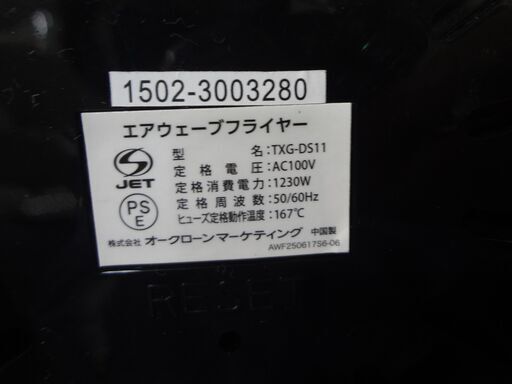 1502-3003280
エアウェーブフライヤー
型名：TXG-DS11
定格電圧：AC100V
定格消費電力：1230W
定格周波数：50/60Hz
ヒューズ定格動作温度：167℃
JET
PS
E
株式会社 オークローンマーケティング 中国製
AWF25061756-06
RESET